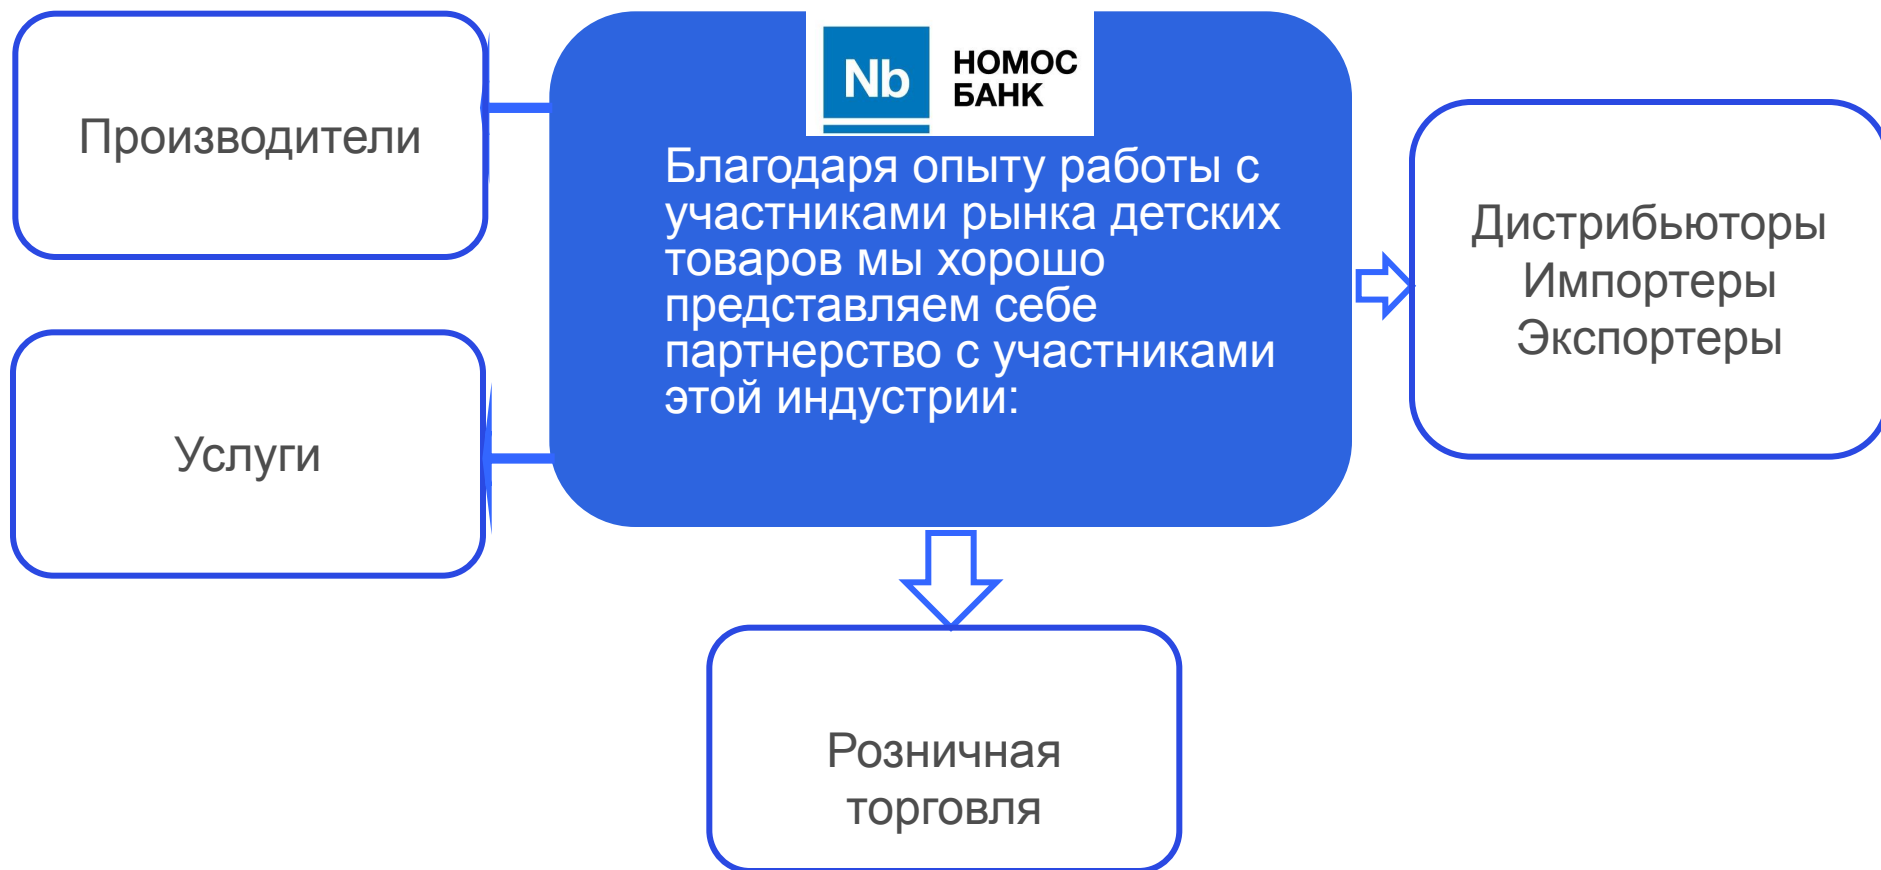 Производители
Услуги
Nb
НОМОС
БАНК
Благодаря опыту работы с
участниками рынка детских
товаров мы хорошо
представляем себе
партнерство с участниками
этой индустрии:
Дистрибьюторы
Импортеры
Экспортеры
Розничная
торговля